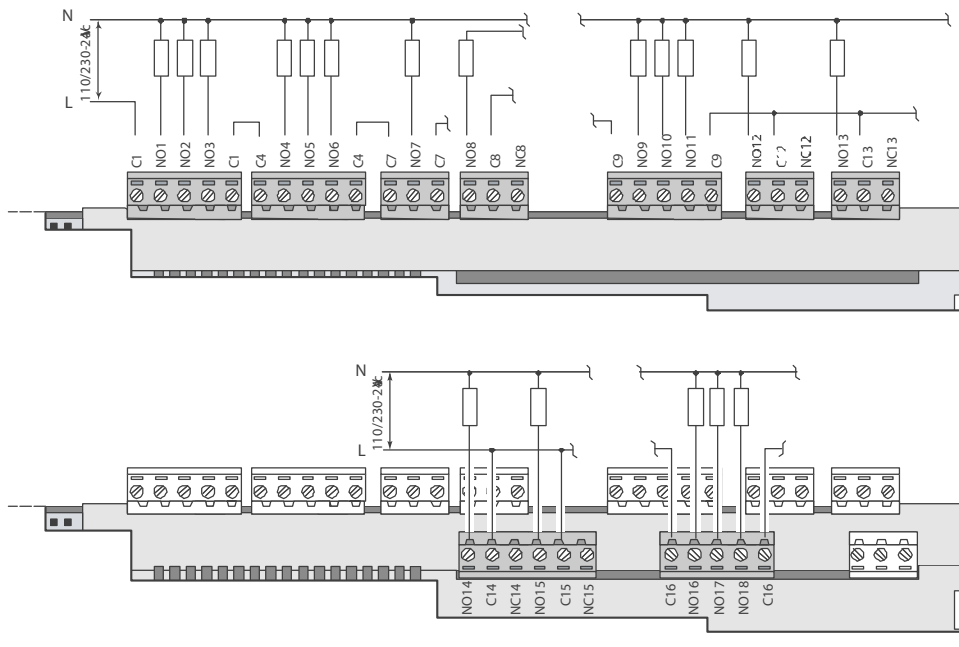 N
L
110/230-24
C1 NO1 NO2 NO3 C1
C4 NO4 NO5 NO6 C4
C7 NO7 C7
NO8 C8 NC8
C9 NO9 NO10 NO11 C9
NO12 NC12
NO13 C13 NC13
N
L
110/230-24
NO14 C14 NC14 NO15 C15 NC15
C16 NO16 NO17 NO18 C16